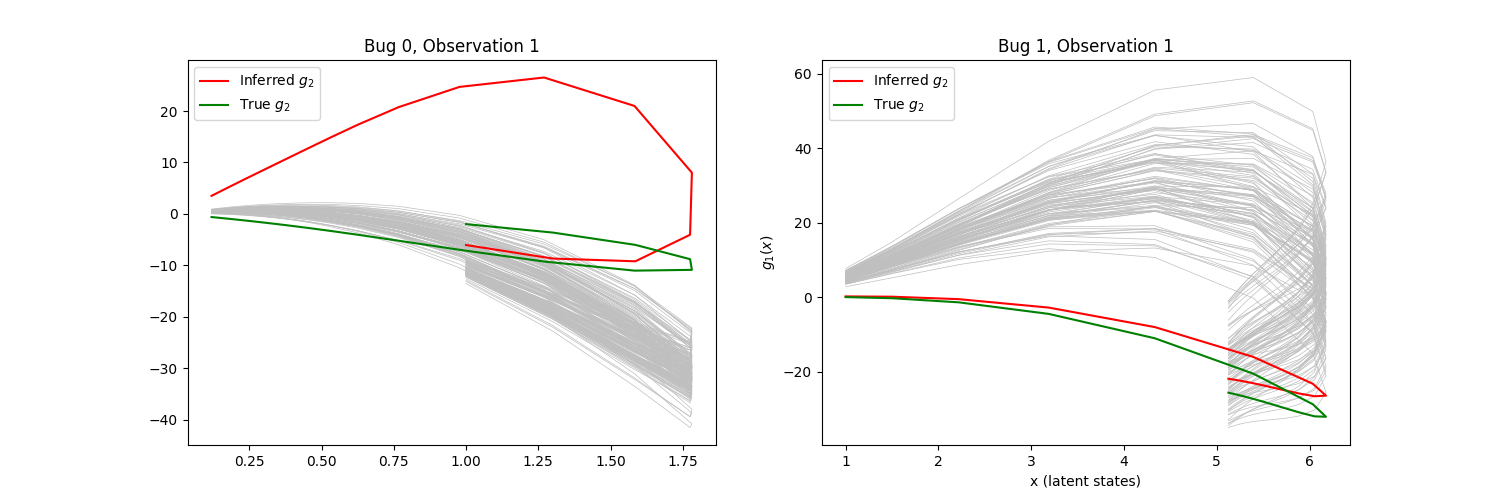 Bug 0, Observation 1
Inferred g₂
True g₂
20
10
0
−10
−20
−30
−40
0.25 0.50 0.75 1.00 1.25 1.50 1.75
Bug 1, Observation 1
Inferred g₂
True g₂
60
40
20
0
−20
g₁(x)
1 2 3 4 5 6
x (latent states)